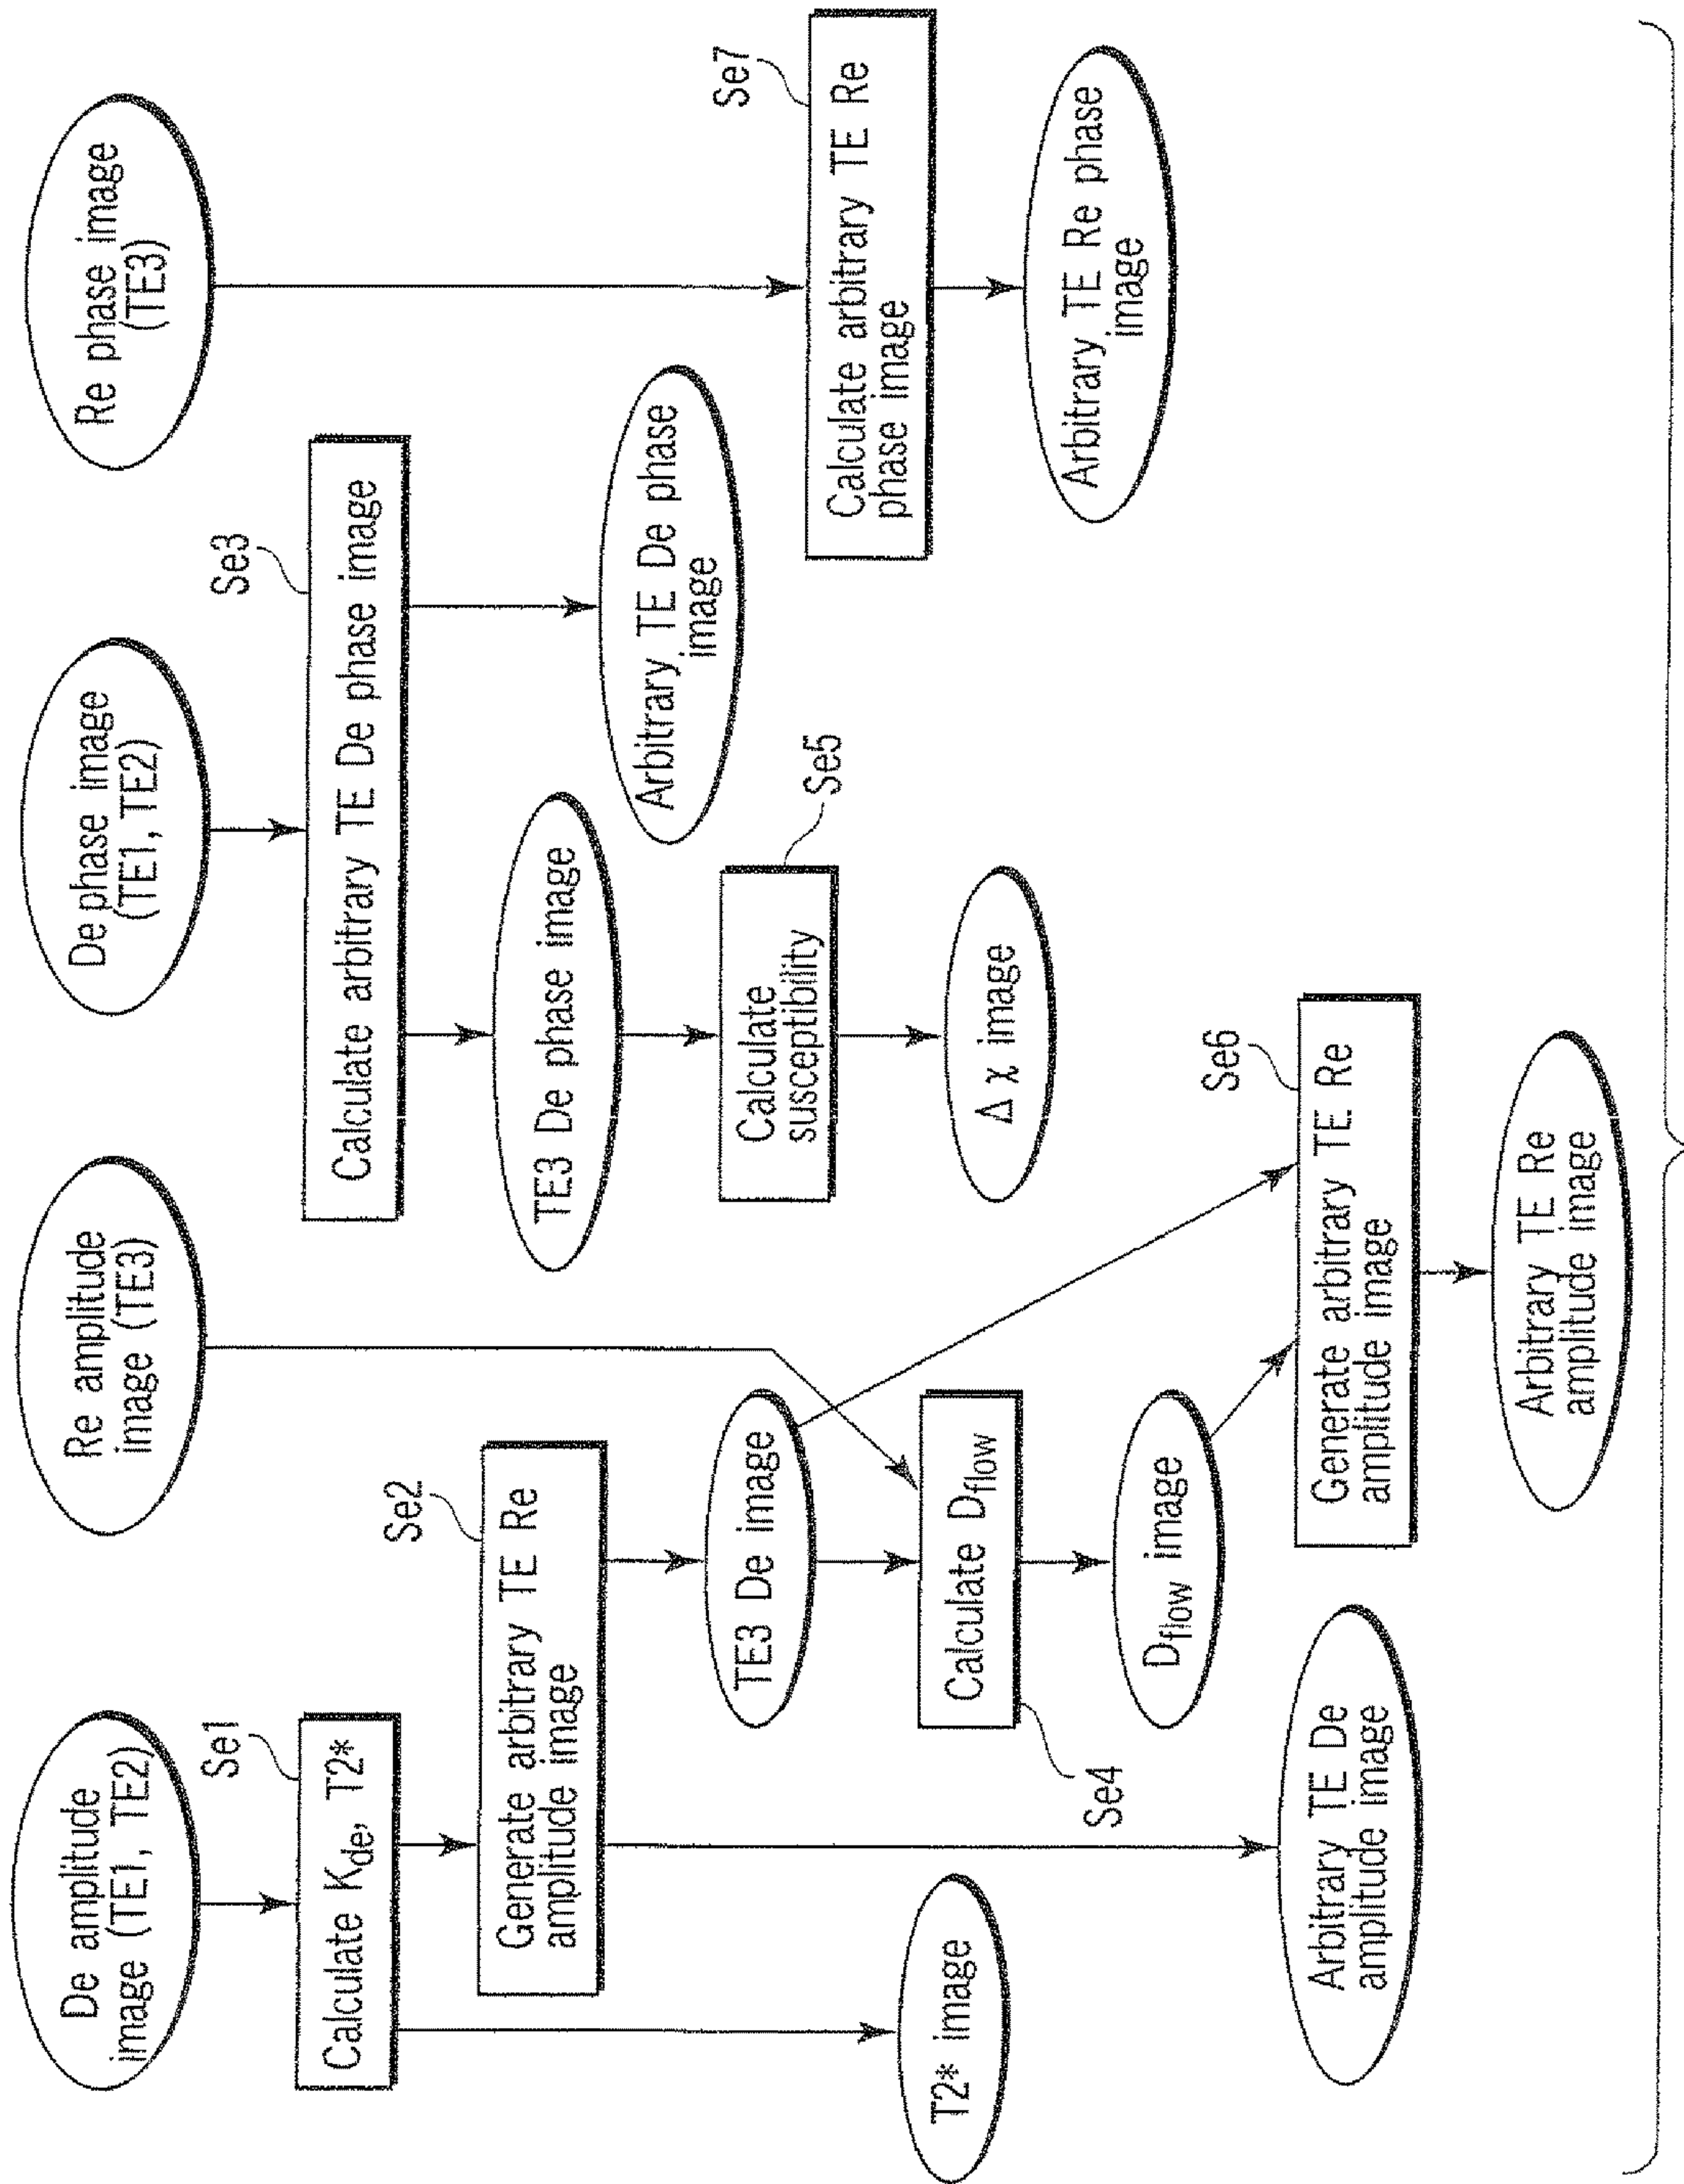 De amplitude
image (TE1, TE2)
Re amplitude
image (TE3)
De phase image
(TE1, TE2)
Re phase image
(TE3)
Se1
Calculate Kde, T2*
Se3
Calculate arbitrary TE De phase image
Se2
Generate arbitrary TE Re
amplitude image
TE3 De phase image
Arbitrary TE De phase
image
TE3 De image
Se5
Calculate
susceptibility
Se7
Calculate arbitrary TE Re
phase image
T2* image
Calculate Dflow
Se4
Δ χ image
Arbitrary TE Re phase
image
Dflow image
Se6
Generate arbitrary TE Re
amplitude image
Arbitrary TE De
amplitude image
Arbitrary TE Re
amplitude image